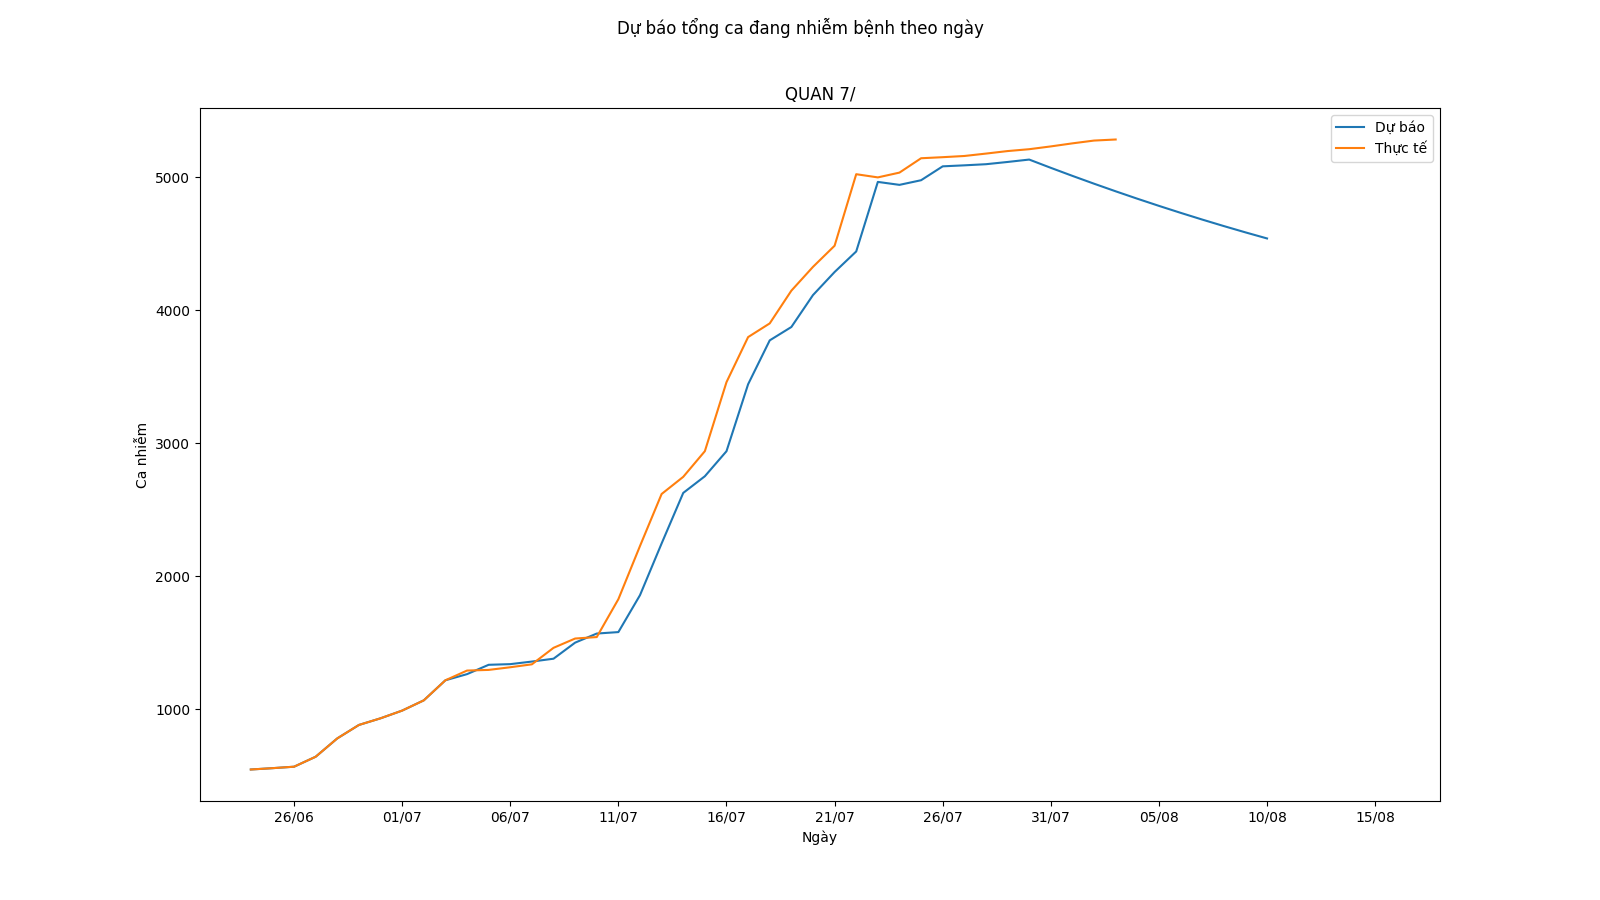 Dự báo tổng ca đang nhiễm bệnh theo ngày
QUAN 7/
Dự báo
Thực tế
5000
4000
3000
2000
1000
Ca nhiễm
26/06 01/07 06/07 11/07 16/07 21/07 26/07 31/07 05/08 10/08 15/08
Ngày